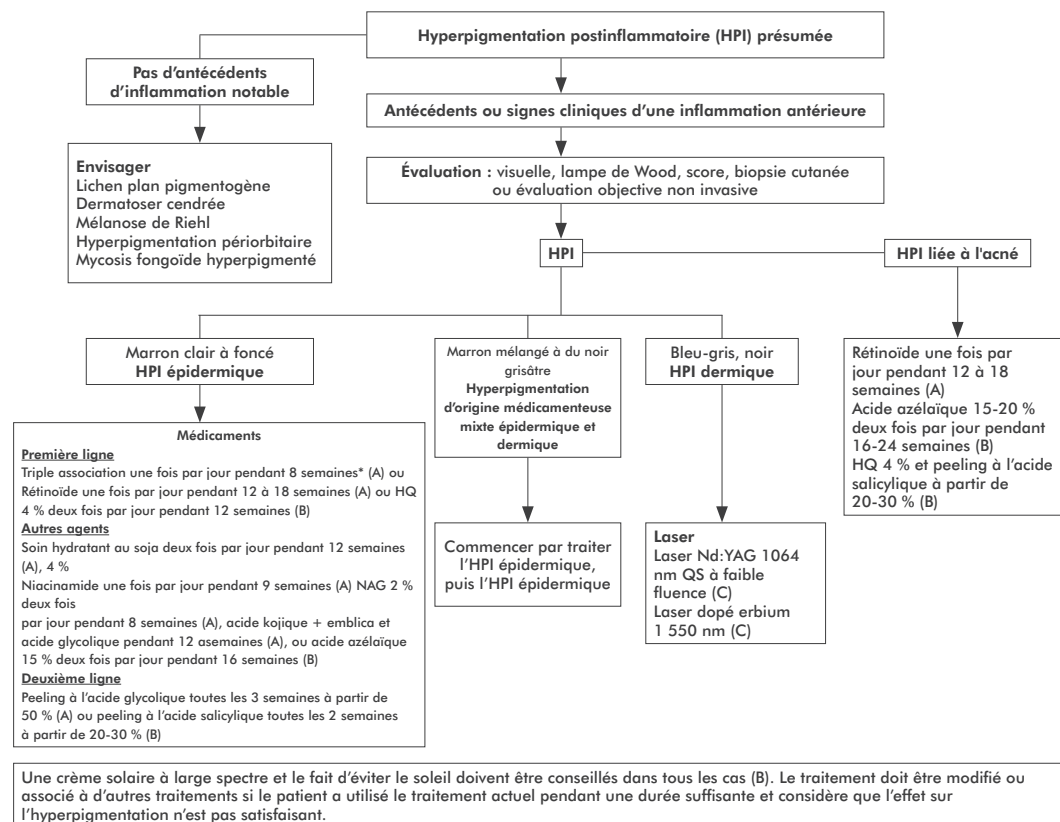 Hyperpigmentation postinflammatoire (HPI) présumée
Pas d'antécédents
d'inflammation notable
Antécédents ou signes cliniques d'une inflammation antérieure
Envisager
Lichen plan pigmentogène
Dermatoser cendrée
Mélanose de Riehl
Hyperpigmentation périorbitaire
Mycosis fongoïde hyperpigmenté
Évaluation : visuelle, lampe de Wood, score, biopsie cutanée
ou évaluation objective non invasive
HPI
HPI liée à l'acné
Marron clair à foncé
HPI épidermique
Marron mélangé à du noir
grisâtre
Hyperpigmentation
d'origine médicamenteuse
mixte épidermique et
dermique
Bleu-gris, noir
HPI dermique
Rétinoïde une fois par
jour pendant 12 à 18
semaines (A)
Acide azélaïque 15-20 %
deux fois par jour pendant
16-24 semaines (B)
HQ 4 % et peeling à l'acide
salicylique à partir de
20-30 % (B)
Médicaments
Première ligne
Triple association une fois par jour pendant 8 semaines* (A) ou
Rétinoïde une fois par jour pendant 12 à 18 semaines (A) ou HQ
4 % deux fois par jour pendant 12 semaines (B)
Autres agents
Soin hydratant au soja deux fois par jour pendant 12 semaines
(A), 4 %
Niacinamide une fois par jour pendant 9 semaines (A) NAG 2 %
deux fois
par jour pendant 8 semaines (A), acide kojique + emblica et
acide glycolique pendant 12 asemaines (A), ou acide azélaïque
15 % deux fois par jour pendant 16 semaines (B)
Deuxième ligne
Peeling à l'acide glycolique toutes les 3 semaines à partir de
50 % (A) ou peeling à l'acide salicylique toutes les 2 semaines
à partir de 20-30 % (B)
Commencer par traiter
l'HPI épidermique,
puis l'HPI épidermique
Laser
Laser Nd:YAG 1064
nm QS à faible
fluence (C)
Laser dopé erbium
1 550 nm (C)
Une crème solaire à large spectre et le fait d'éviter le soleil doivent être conseillés dans tous les cas (B). Le traitement doit être modifié ou
associé à d'autres traitements si le patient a utilisé le traitement actuel pendant une durée suffisante et considère que l'effet sur
l'hyperpigmentation n'est pas satisfaisant.